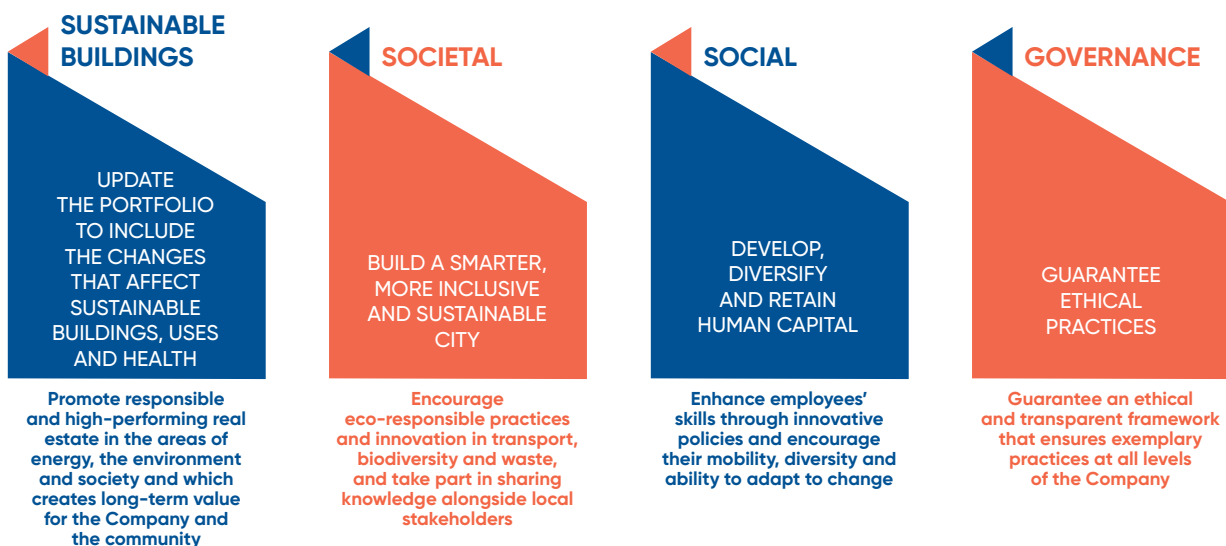 SUSTAINABLE
BUILDINGS
UPDATE
THE PORTFOLIO
TO INCLUDE
THE CHANGES
THAT AFFECT
SUSTAINABLE
BUILDINGS, USES
AND HEALTH
Promote responsible
and high-performing real
estate in the areas of
energy, the environment
and society and which
creates long-term value
for the Company and
the community
SOCIETAL
BUILD A SMARTER,
MORE INCLUSIVE
AND SUSTAINABLE
CITY
Encourage
eco-responsible practices
and innovation in transport,
biodiversity and waste,
and take part in sharing
knowledge alongside local
stakeholders
SOCIAL
DEVELOP,
DIVERSIFY
AND RETAIN
HUMAN CAPITAL
Enhance employees’
skills through innovative
policies and encourage
their mobility, diversity and
ability to adapt to change
GOVERNANCE
GUARANTEE
ETHICAL
PRACTICES
Guarantee an ethical
and transparent framework
that ensures exemplary
practices at all levels
of the Company